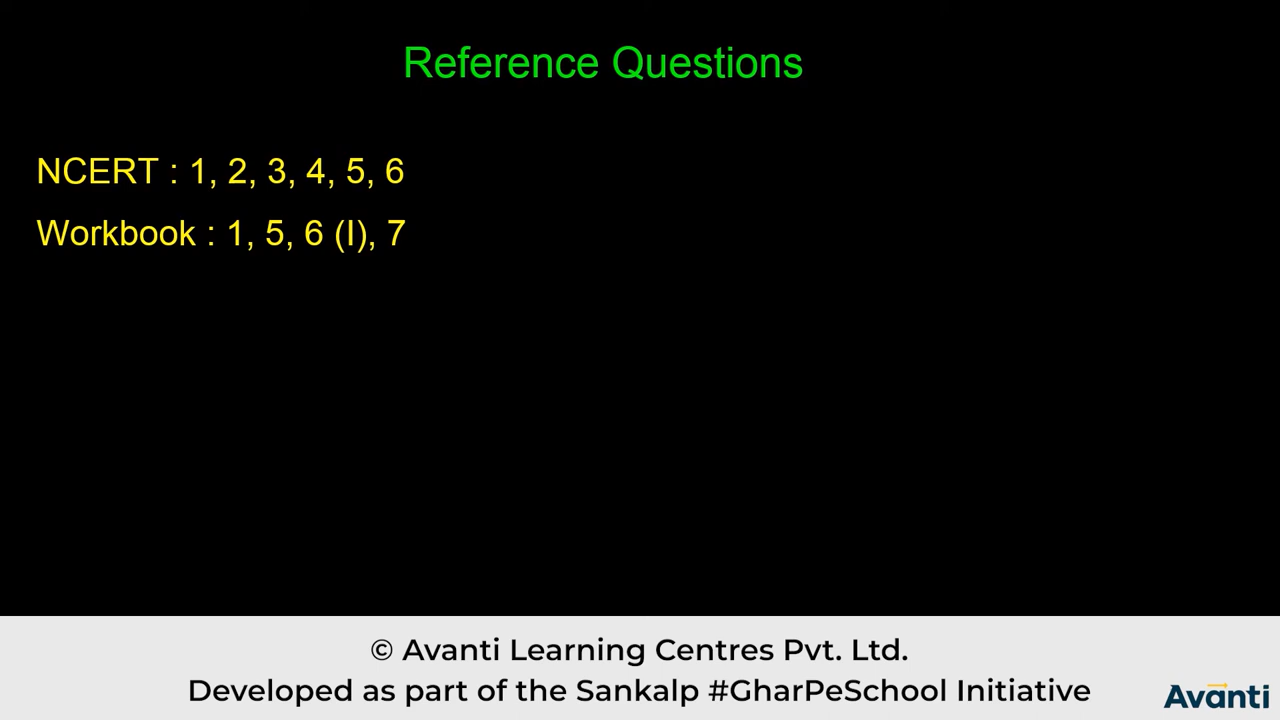 Reference Questions
NCERT : 1, 2, 3, 4, 5, 6
Workbook : 1, 5, 6 (I), 7
© Avanti Learning Centres Pvt. Ltd.
Developed as part of the Sankalp #GharPeSchool Initiative
Avanti